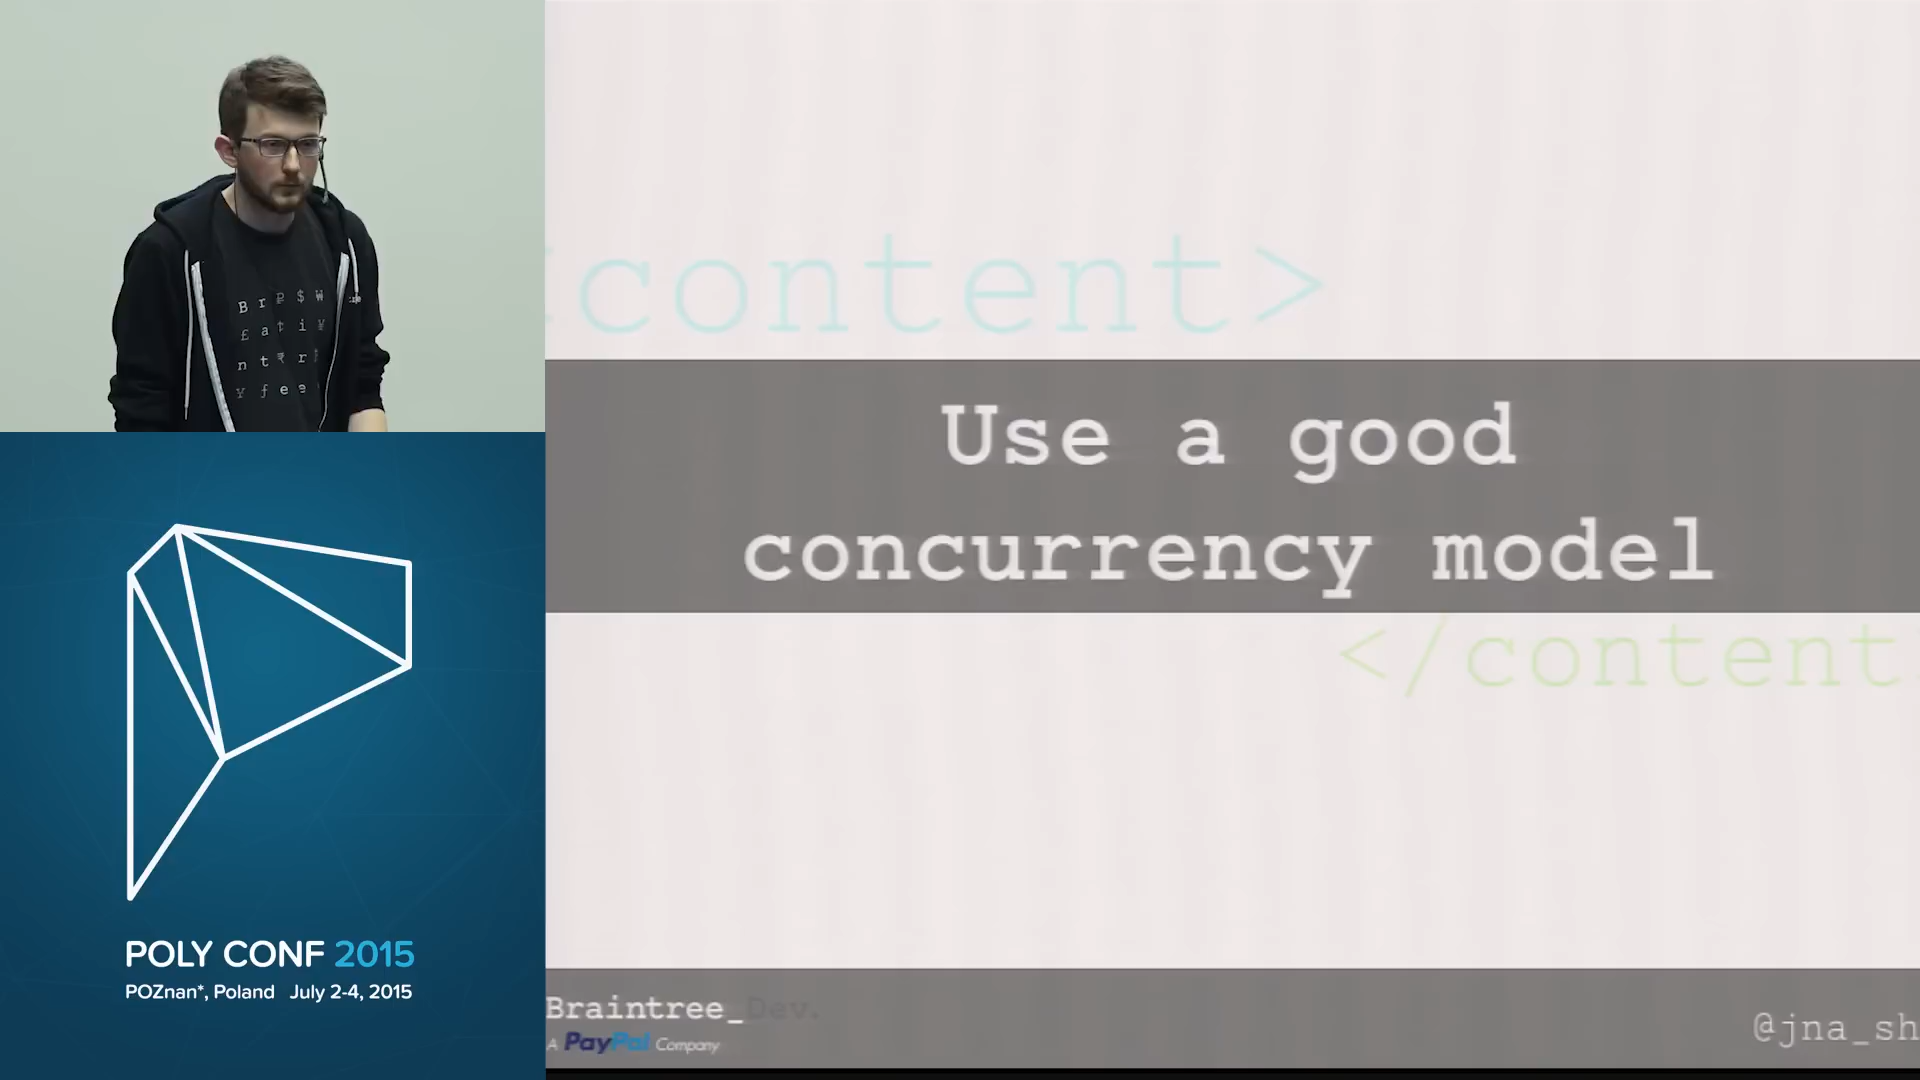 <content>
Use a good
concurrency model
</content
Braintree_Dev.
A PayPal Company
@jna_sh
B r ₽ $ W
£ a t i ¥
n t ₹ r
¥ f e e
POLY CONF 2015
POZnan*, Poland July 2-4, 2015